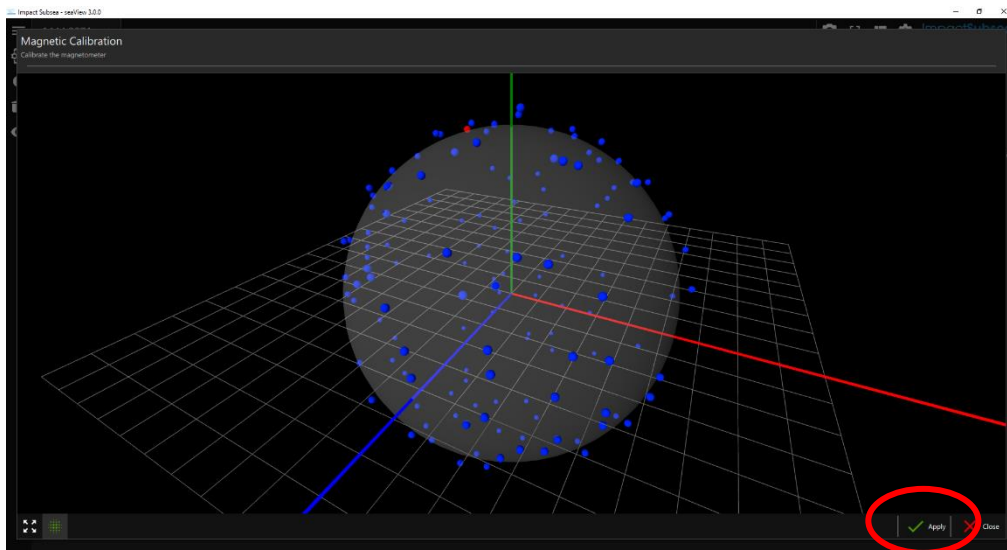 Impact Subsea - seaView 3.0.0
Magnetic Calibration
Calibrate the magnetometer
Apply
Close